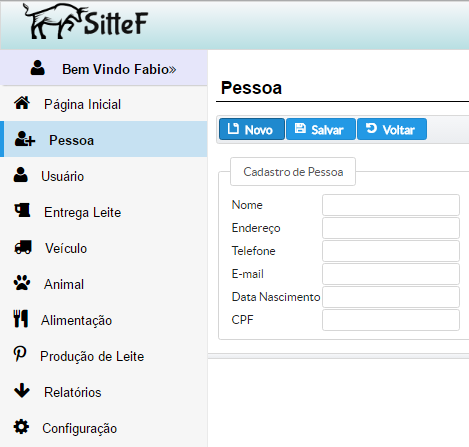 SitteF
Bem Vindo Fabio»
Página Inicial
Pessoa
Usuário
Entrega Leite
Veículo
Animal
Alimentação
Produção de Leite
Relatórios
Configuração
Pessoa
Novo Salvar Voltar
Cadastro de Pessoa
Nome
Endereço
Telefone
E-mail
Data Nascimento
CPF